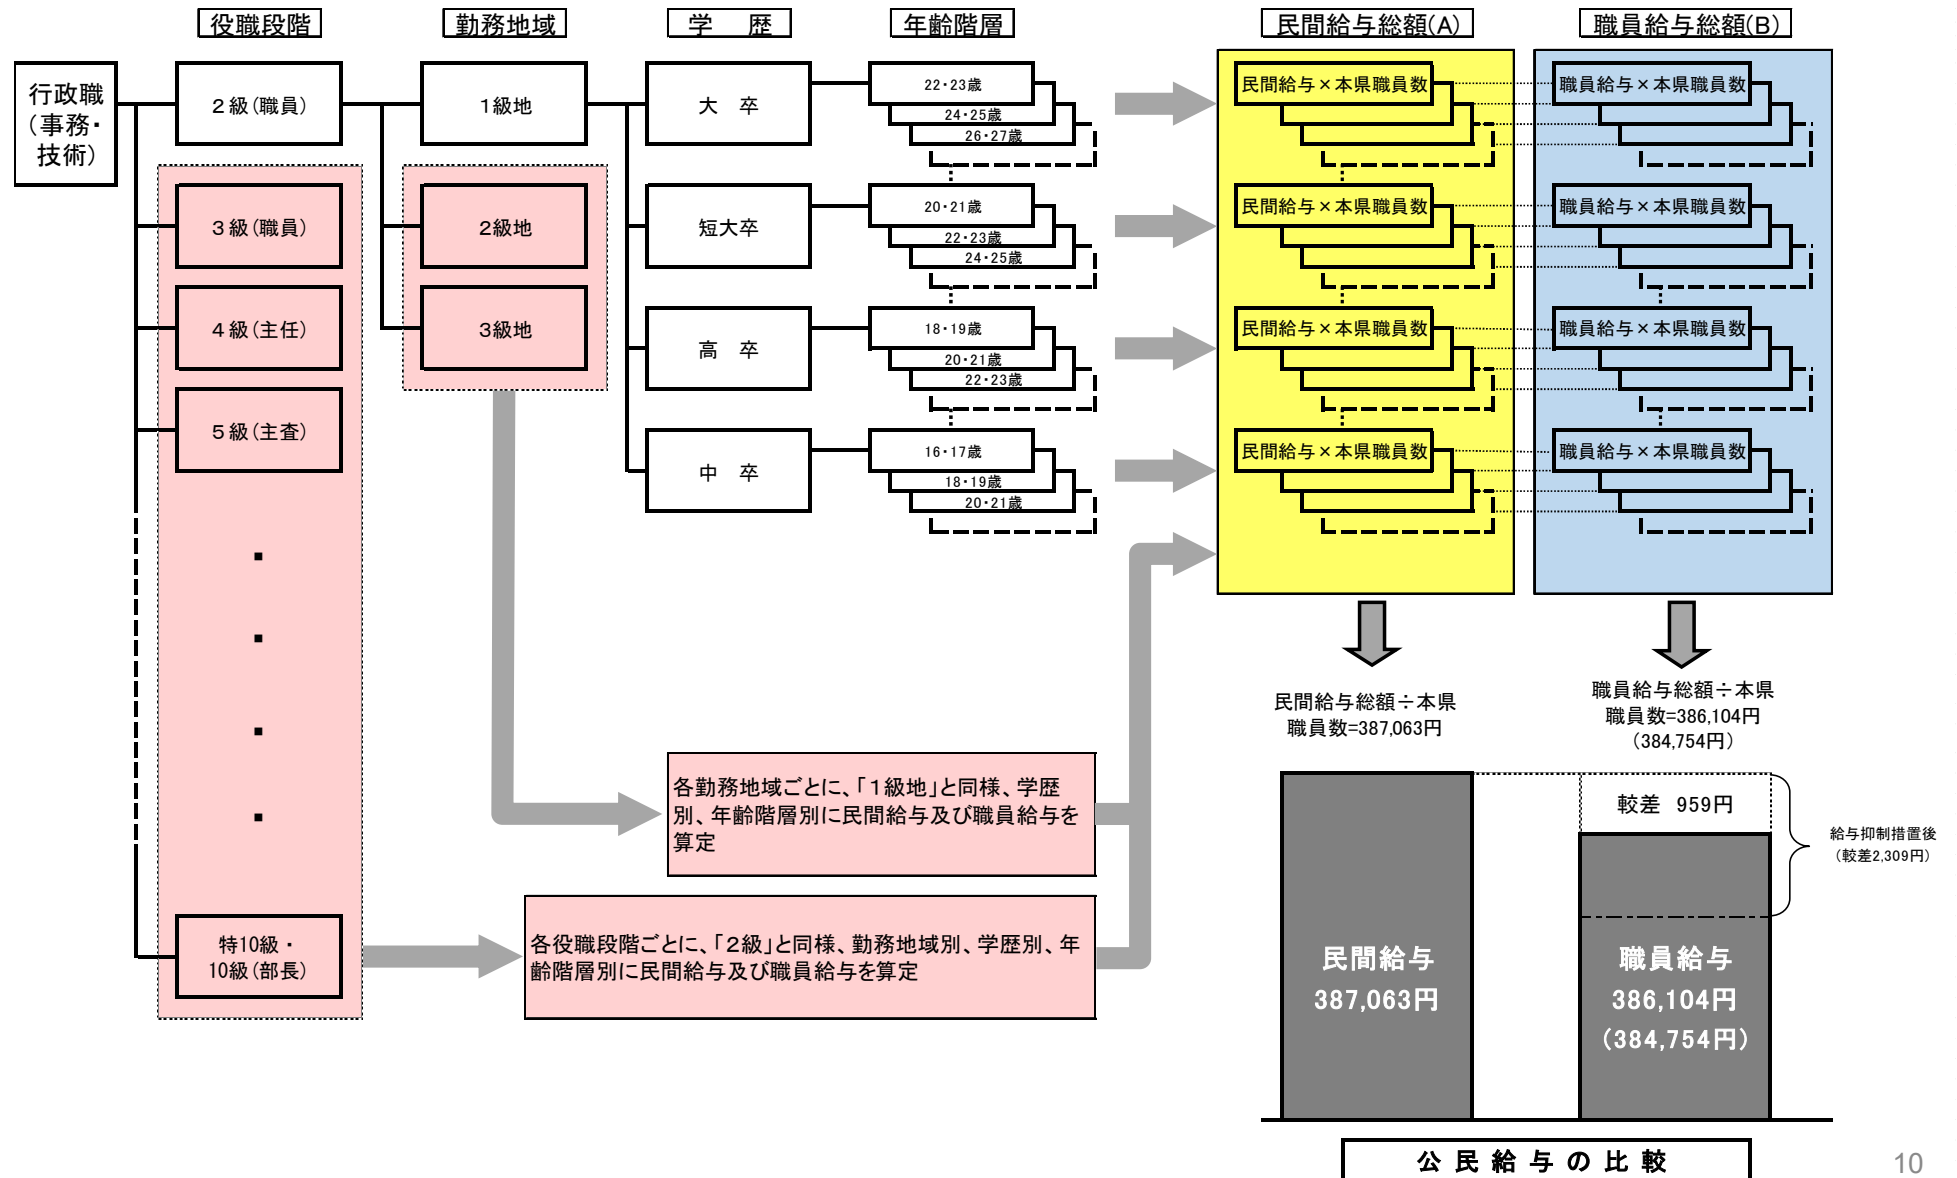 役職段階
勤務地域
学　歴
年齢階層
民間給与総額(A)
職員給与総額(B)
行政職
（事務・
技術）
２級（職員）
３級（職員）
４級（主任）
５級（主査）
特10級・
10級（部長）
1級地
2級地
3級地
大　卒
22・23歳
24・25歳
26・27歳
短大卒
20・21歳
22・23歳
24・25歳
高　卒
18・19歳
20・21歳
22・23歳
中　卒
16・17歳
18・19歳
20・21歳
民間給与×本県職員数
職員給与×本県職員数
民間給与×本県職員数
職員給与×本県職員数
民間給与×本県職員数
職員給与×本県職員数
民間給与×本県職員数
職員給与×本県職員数
各勤務地域ごとに、「１級地」と同様、学歴
別、年齢階層別に民間給与及び職員給与を
算定
各役職段階ごとに、「２級」と同様、勤務地域別、学歴別、年
齢階層別に民間給与及び職員給与を算定
民間給与総額÷本県
職員数=387,063円
職員給与総額÷本県
職員数=386,104円
（384,754円）
較差　959円
給与抑制措置後
（較差2,309円）
民間給与
387,063円
職員給与
386,104円
（384,754円）
公 民 給 与 の 比 較
10